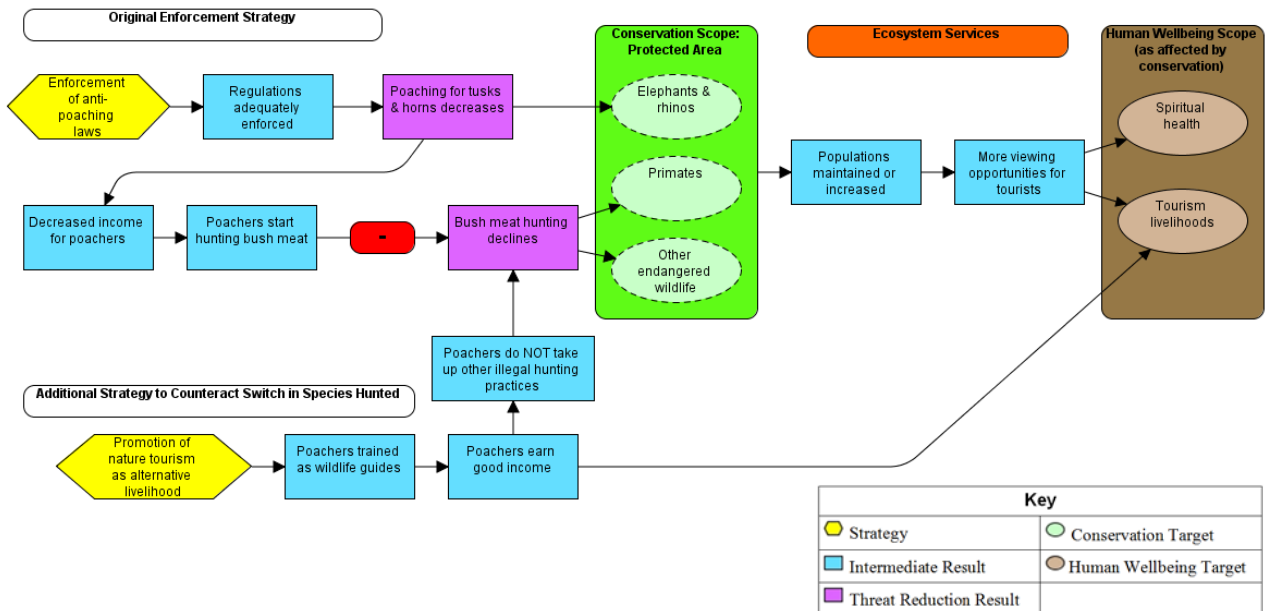 Original Enforcement Strategy
Conservation Scope:
Protected Area
Ecosystem Services
Human Wellbeing Scope
(as affected by
conservation)
Enforcement
of anti-
poaching
laws
Regulations
adequately
enforced
Poaching for tusks
& horns decreases
Elephants &
rhinos
Spiritual
health
Primates
Populations
maintained or
increased
More viewing
opportunities for
tourists
Tourism
livelihoods
Decreased income
for poachers
Poachers start
hunting bush meat
-
Bush meat hunting
declines
Other
endangered
wildlife
Poachers do NOT take
up other illegal hunting
practices
Additional Strategy to Counteract Switch in Species Hunted
Promotion of
nature tourism
as alternative
livelihood
Poachers trained
as wildlife guides
Poachers earn
good income
Key
Strategy
Conservation Target
Intermediate Result
Human Wellbeing Target
Threat Reduction Result